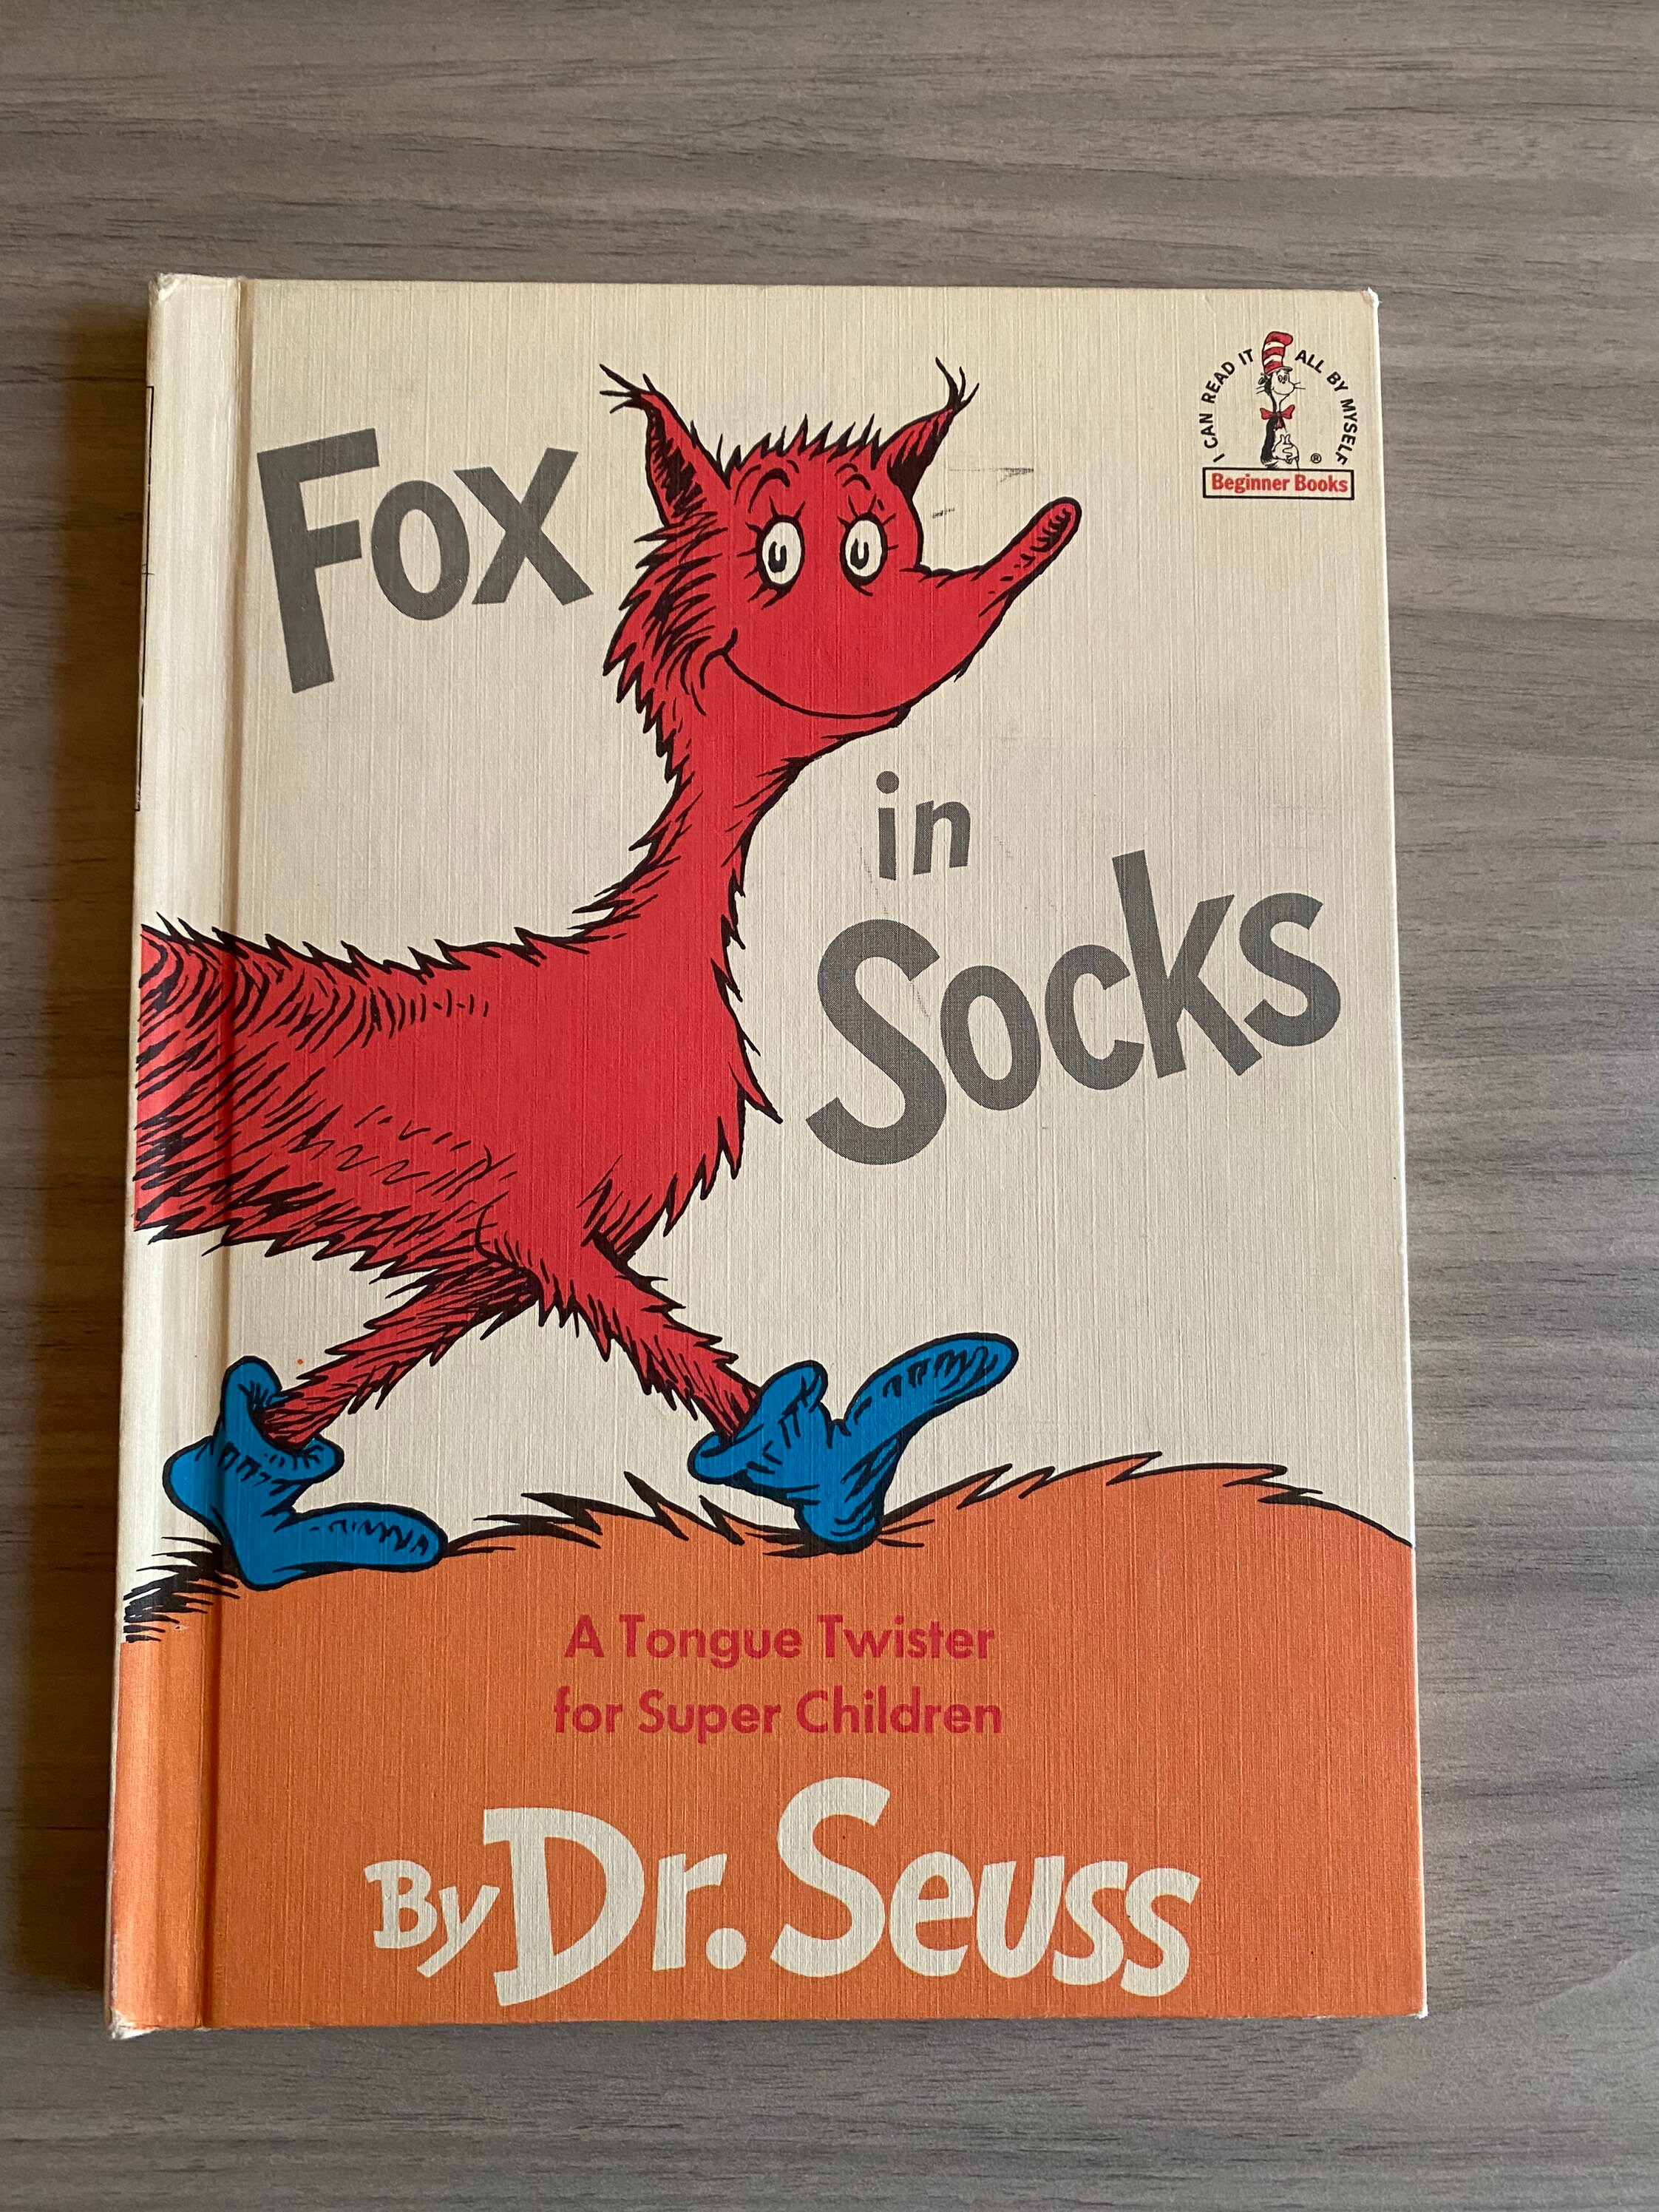 I CAN READ IT ALL BY MYSELF
®
Beginner Books
Fox
in
Socks
A Tongue Twister
for Super Children
By Dr. Seuss